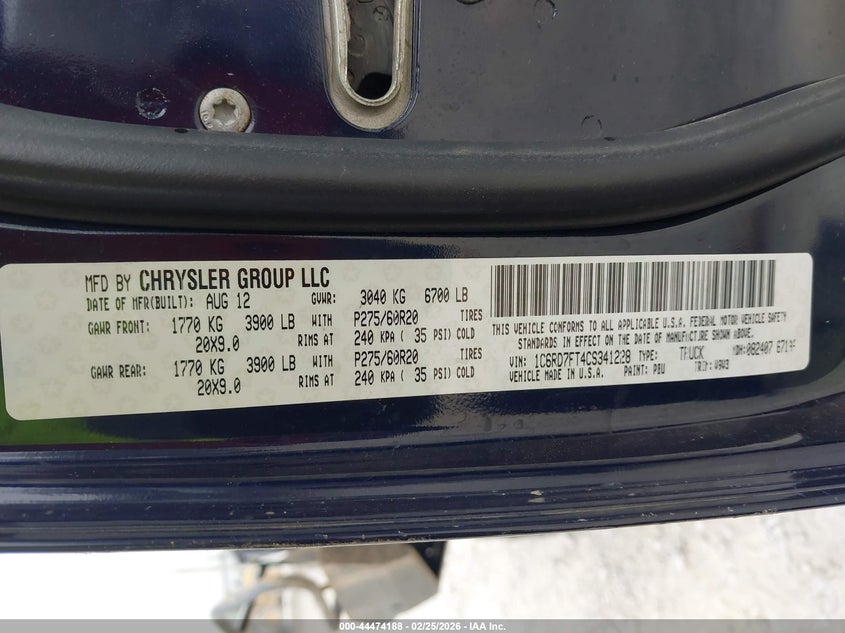 MFD BY CHRYSLER GROUP LLC
DATE OF MFR(BUILT): AUG 12 GVWR: 3040 KG 6700 LB
GAWR FRONT: 1770 KG 3900 LB WITH P275/60R20 TIRES
20X9.0 RIMS AT 240 KPA ( 35 PSI) COLD
GAWR REAR: 1770 KG 3900 LB WITH P275/60R20 TIRES
20X9.0 RIMS AT 240 KPA ( 35 PSI) COLD
THIS VEHICLE CONFORMS TO ALL APPLICABLE U.S.A. FEDERAL MOTOR VEHICLE SAFETY
STANDARDS IN EFFECT ON THE DATE OF MANUFACTURE SHOWN ABOVE.
VIN: 1C6RD7FT4CS341228 TYPE: TRUCK MDH: 082407
VEHICLE MADE IN U.S.A. PAINT: PBU TRIM: V9V9
000-44474188 - 02/25/2026 - IAA Inc.